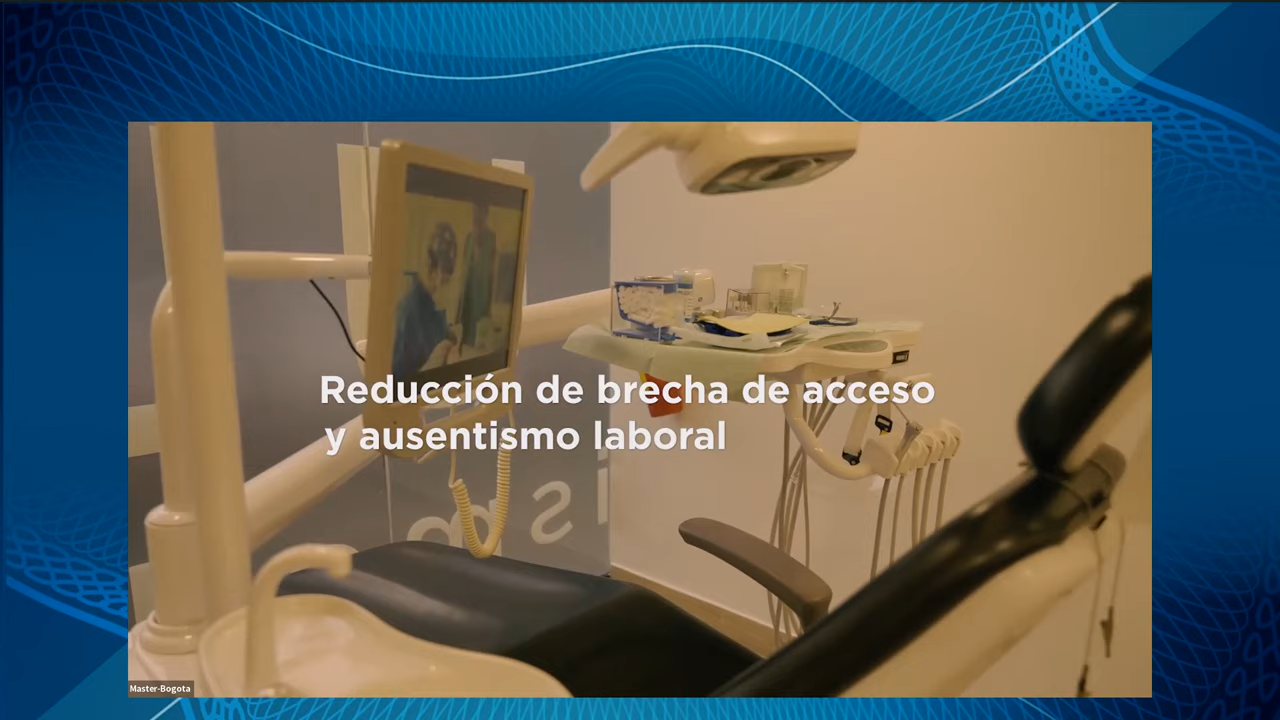 Reducción de brecha de acceso
y ausentismo laboral
Master-Bogota